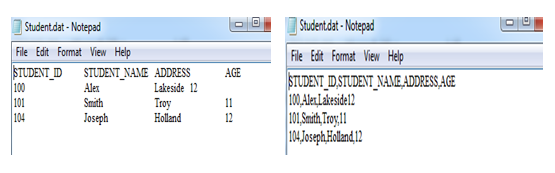 Student.dat - Notepad
File Edit Format View Help
STUDENT_ID STUDENT_NAME ADDRESS AGE
100 Alex Lakeside 12
101 Smith Troy 11
104 Joseph Holland 12
Student.dat - Notepad
File Edit Format View Help
STUDENT_ID,STUDENT_NAME,ADDRESS,AGE
100,Alex,Lakeside12
101,Smith,Troy,11
104,Joseph,Holland,12